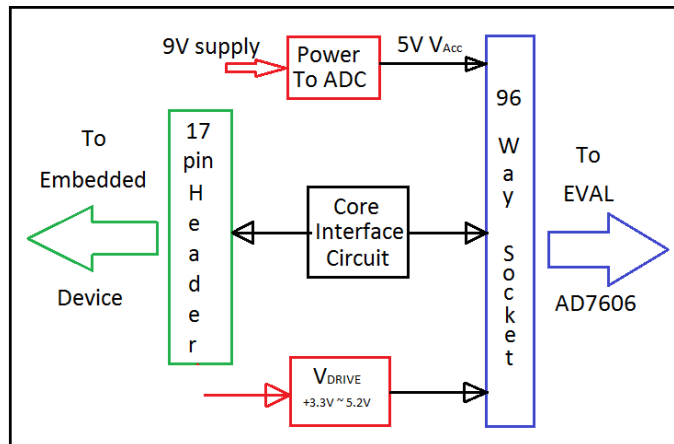 9V supply
Power
To ADC
5V VAcc
17
pin
H
e
a
d
e
r
To
Embedded
Device
Core
Interface
Circuit
96
W
a
y
S
o
c
k
e
t
To
EVAL
AD7606
VDRIVE
+3.3V ~ 5.2V